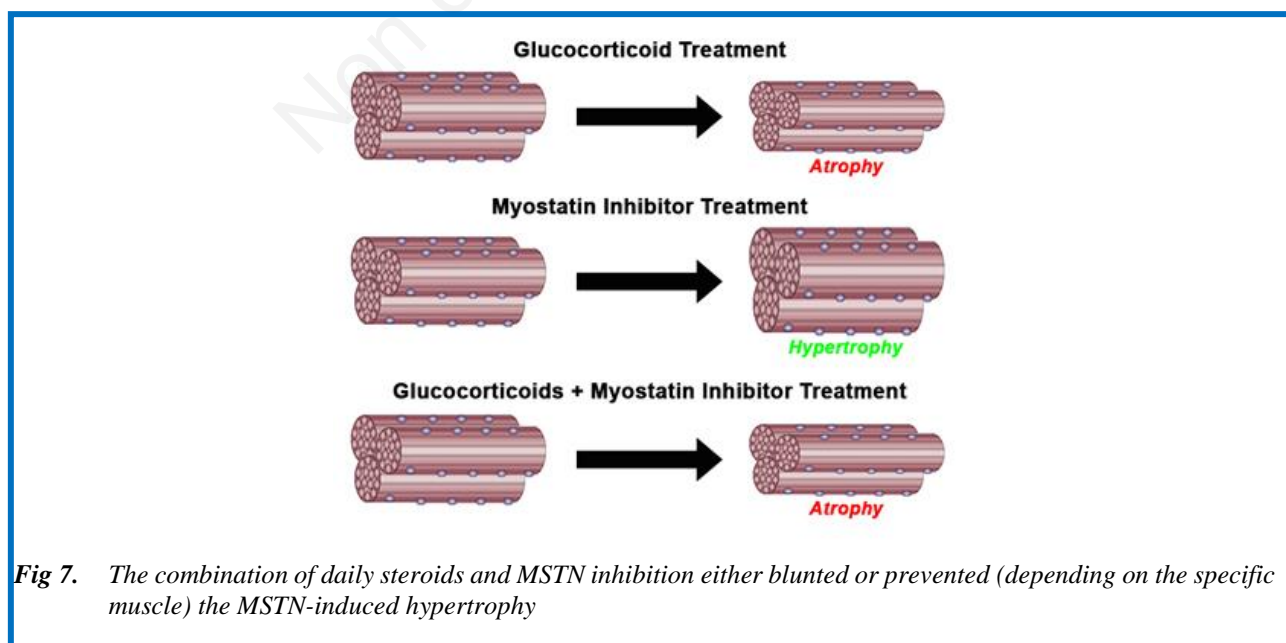 Non c
Glucocorticoid Treatment
Atrophy
Myostatin Inhibitor Treatment
Hypertrophy
Glucocorticoids + Myostatin Inhibitor Treatment
Atrophy
Fig 7. The combination of daily steroids and MSTN inhibition either blunted or prevented (depending on the specific
muscle) the MSTN-induced hypertrophy